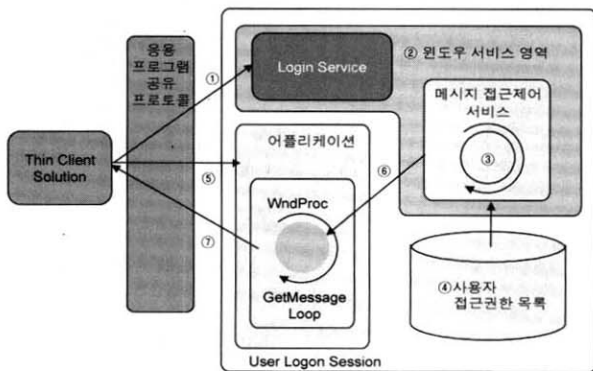 응용
프로그램
공유
프로토콜
①
Login Service
② 윈도우 서비스 영역
메시지 접근제어
서비스
③
Thin Client
Solution
어플리케이션
⑤
⑥
WndProc
⑦
GetMessage
Loop
④사용자
접근권한 목록
User Logon Session